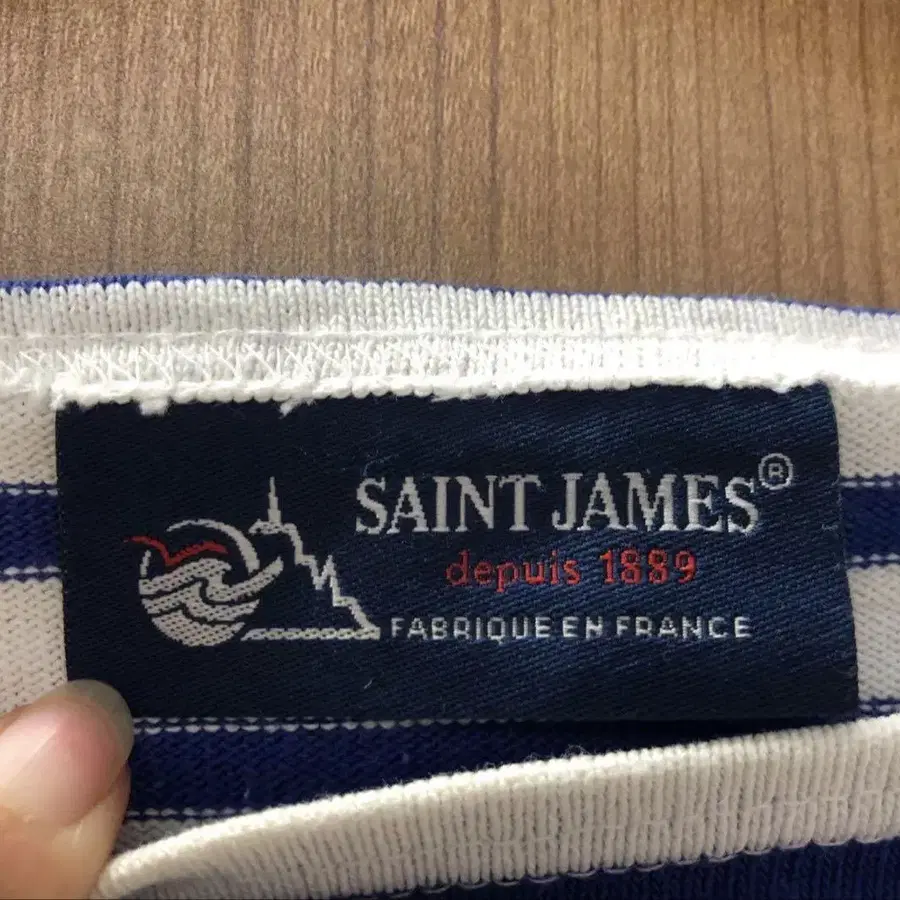 SAINT JAMES®
depuis 1889
FABRIQUE EN FRANCE